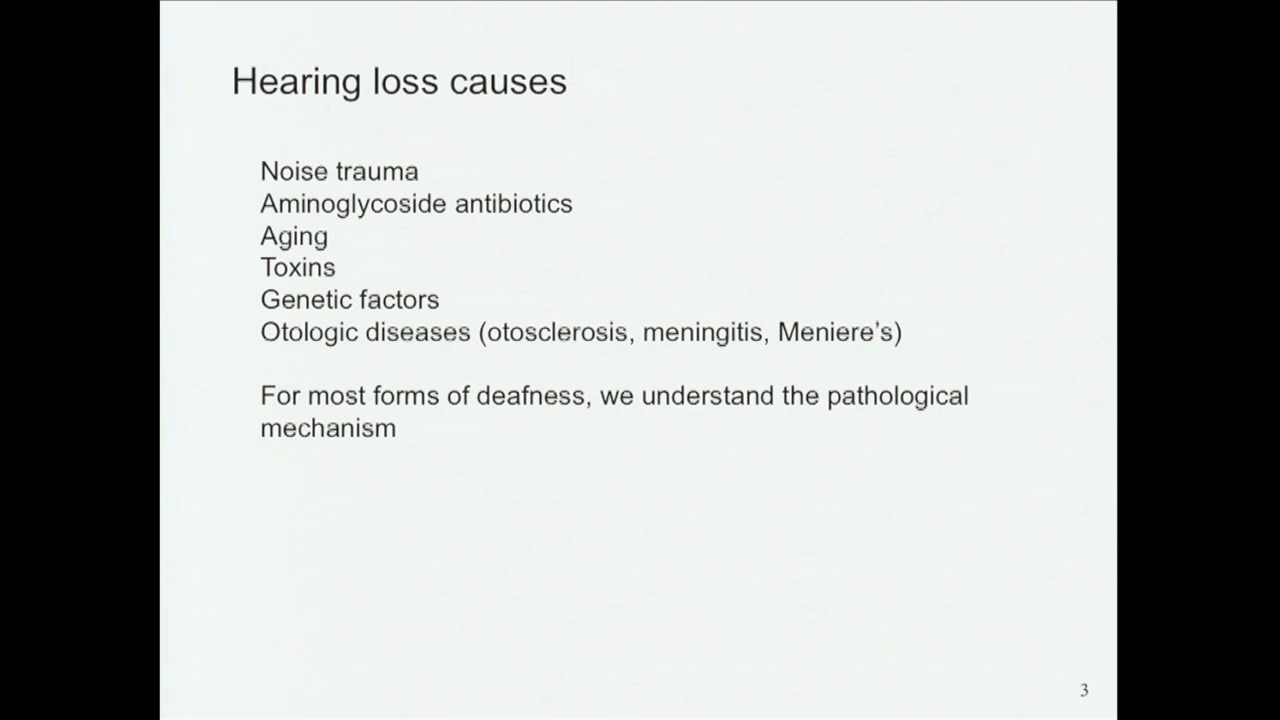 Hearing loss causes
Noise trauma
Aminoglycoside antibiotics
Aging
Toxins
Genetic factors
Otologic diseases (otosclerosis, meningitis, Meniere’s)
For most forms of deafness, we understand the pathological
mechanism
3